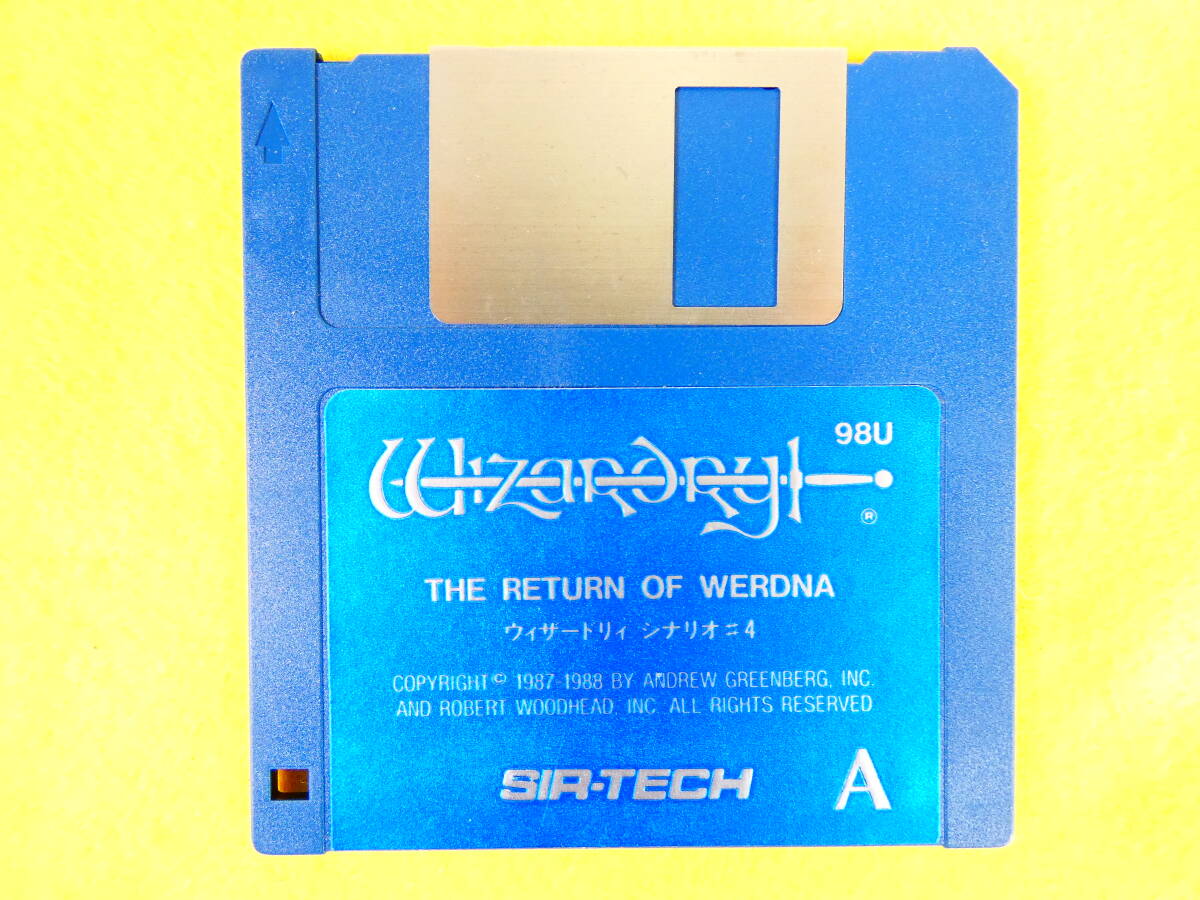 98U
Wizardry
®
THE RETURN OF WERDNA
ウィザードリィ シナリオ♯4
COPYRIGHT© 1987 1988 BY ANDREW GREENBERG, INC.
AND ROBERT WOODHEAD, INC. ALL RIGHTS RESERVED
SIR-TECH
A